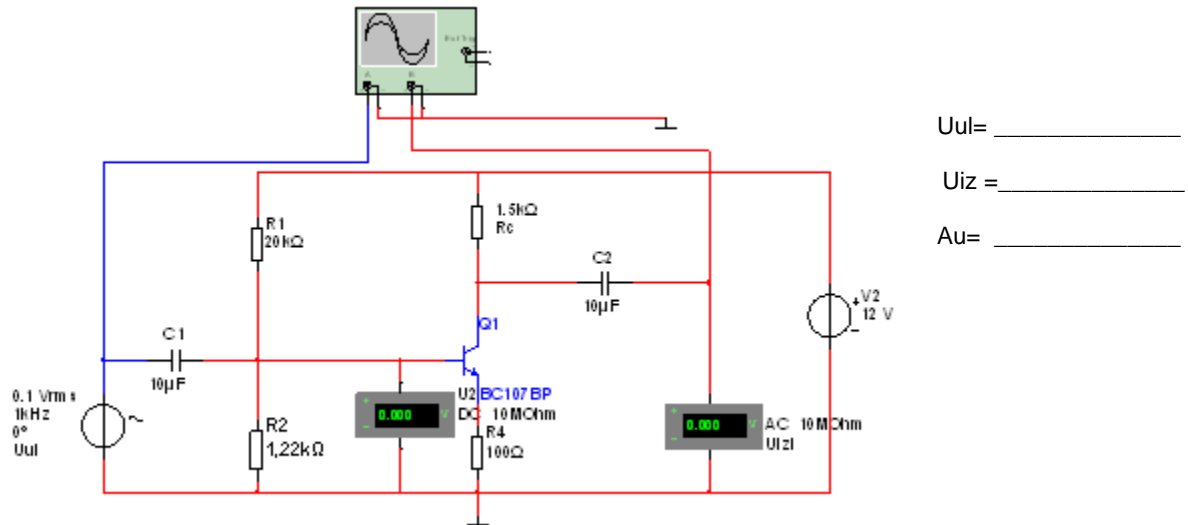 A B
Uul= ______________
Uiz =______________
Au= ______________
R1
20kΩ
1.5kΩ
Rc
C2
10µF
+ V2
12 V
−
C1
10µF
Q1
BC107BP
0.1 Vrms
1kHz
0°
Uul
R2
1,22kΩ
U2
+ 0.000 V
−
DC 10MOhm
R4
100Ω
+ 0.000 V
−
AC 10MOhm
Uizl